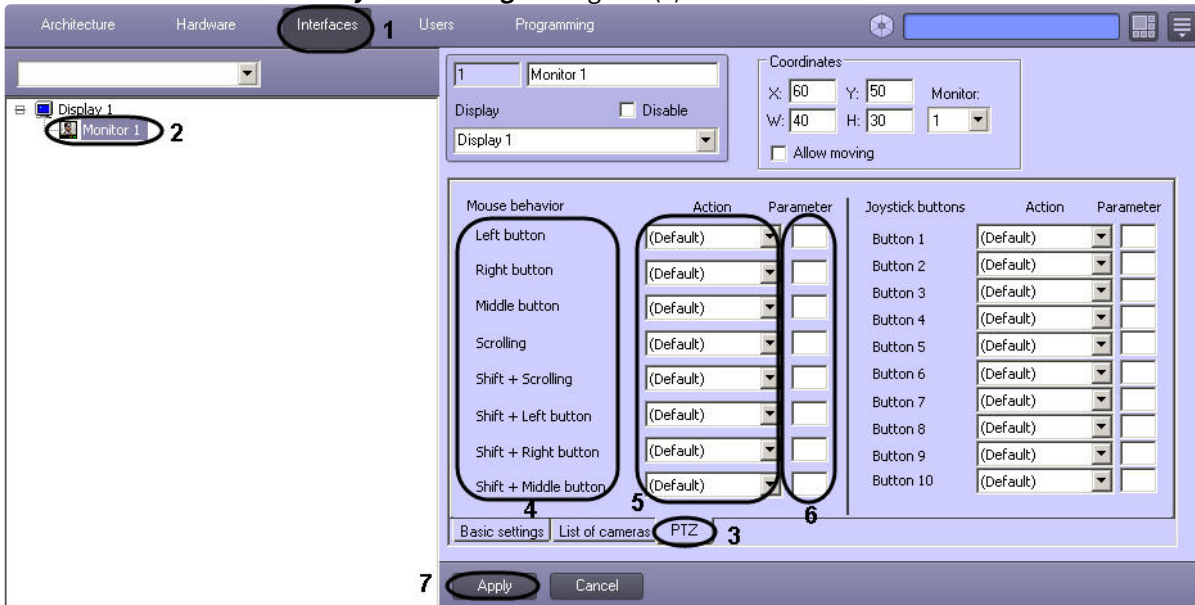 Architecture Hardware Interfaces 1 Users Programming
Display 1
Monitor 1 2
1 Monitor 1
Display Disable
Display 1
Coordinates
X: 60 Y: 50 Monitor:
W: 40 H: 30 1
Allow moving
Mouse behavior Action Parameter
Left button (Default)
Right button (Default)
Middle button (Default)
Scrolling (Default)
Shift + Scrolling (Default)
Shift + Left button (Default)
Shift + Right button (Default)
Shift + Middle button (Default)
4 5 6
Joystick buttons Action Parameter
Button 1 (Default)
Button 2 (Default)
Button 3 (Default)
Button 4 (Default)
Button 5 (Default)
Button 6 (Default)
Button 7 (Default)
Button 8 (Default)
Button 9 (Default)
Button 10 (Default)
Basic settings List of cameras PTZ 3
7 Apply Cancel